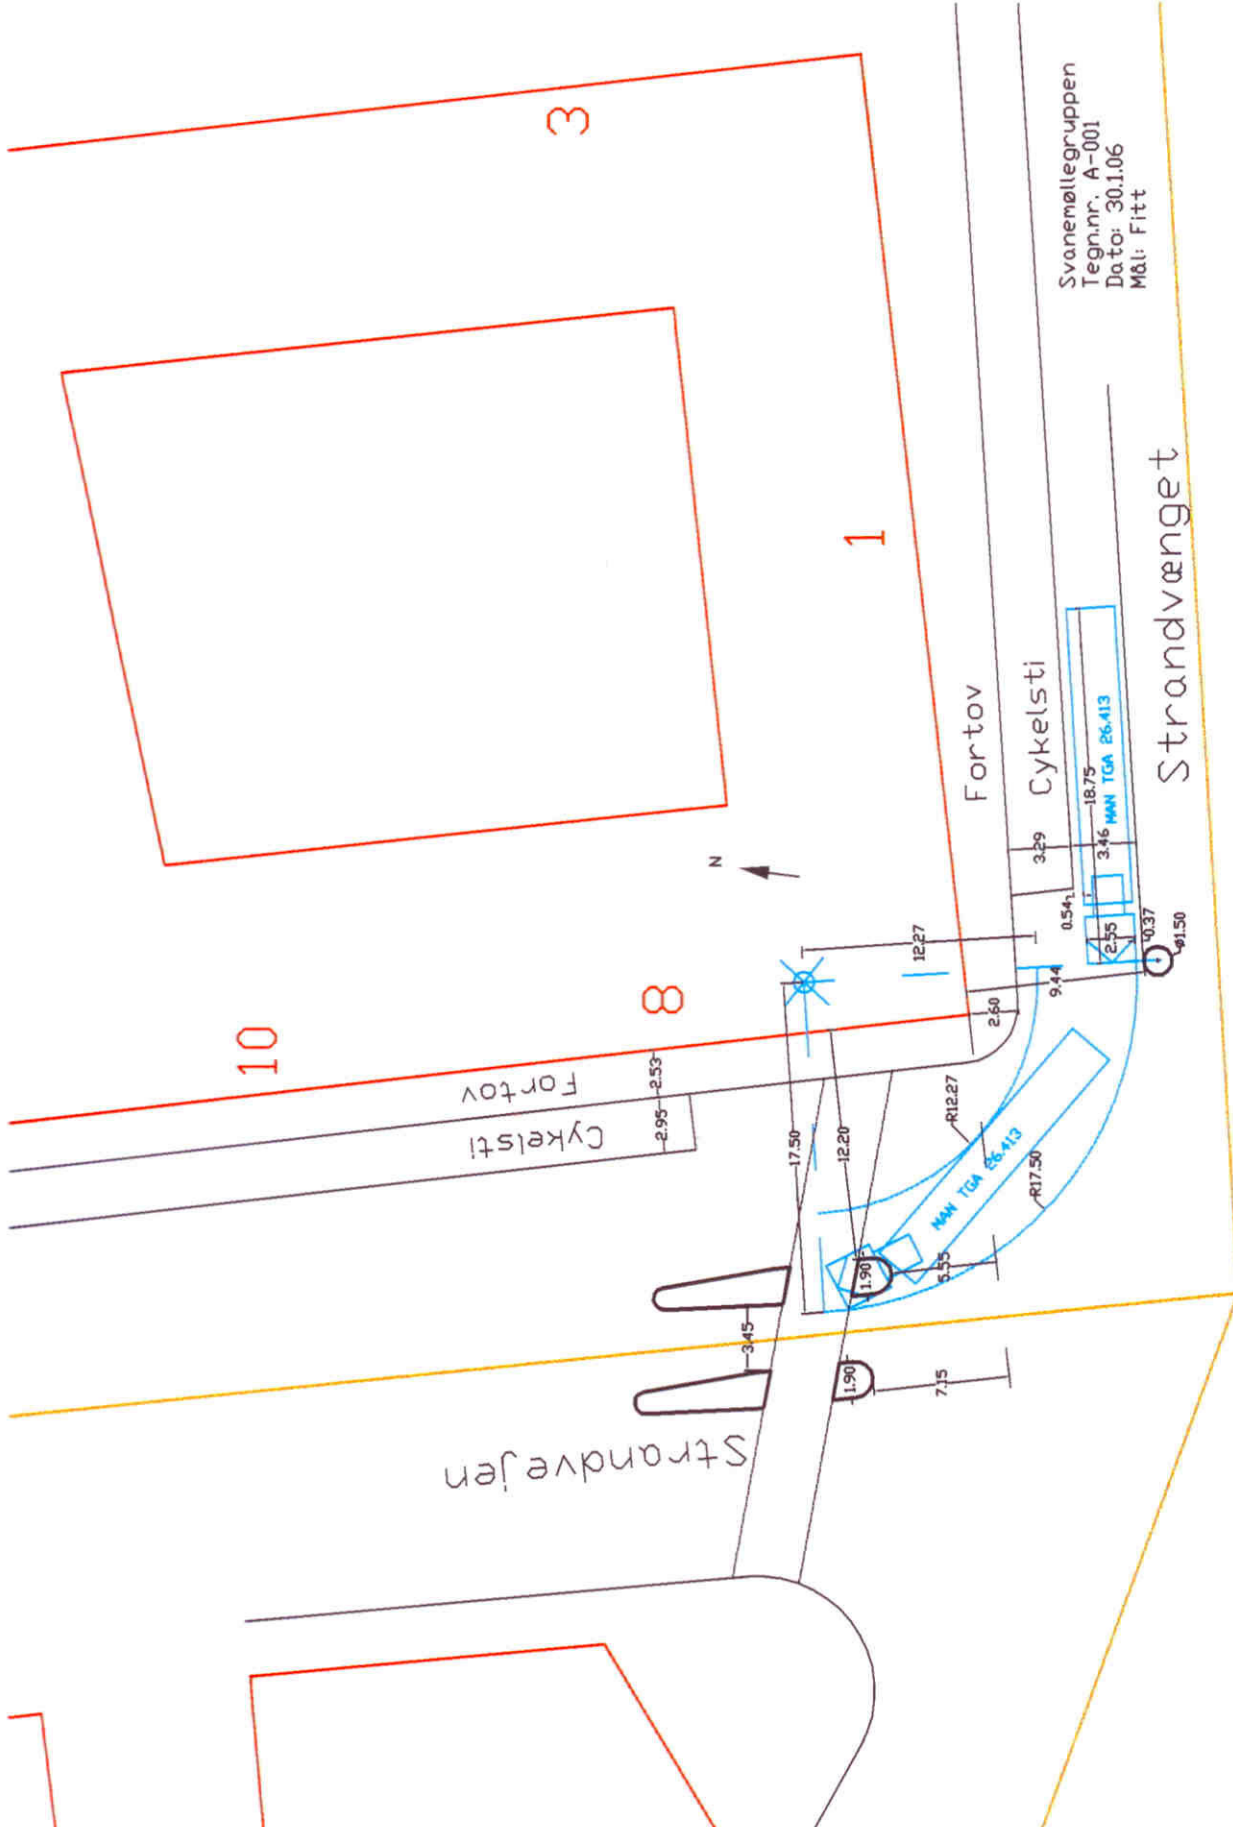 3
Svanemøllegruppen
Tegn.nr. A-001
Dato: 30.1.06
Mål: Fitt
1
Strandvænget
Fortov
Cykelsti
3.29
0.54
18.75
3.46
MAN TGA 26.413
2.55
0.37
ø1.50
N
12.27
9.44
2.60
8
10
Fortov
2.53
2.95
Cykelsti
17.50
12.20
R12.27
R17.50
MAN TGA 26.413
1.90
5.55
3.45
1.90
7.15
Strandvejen